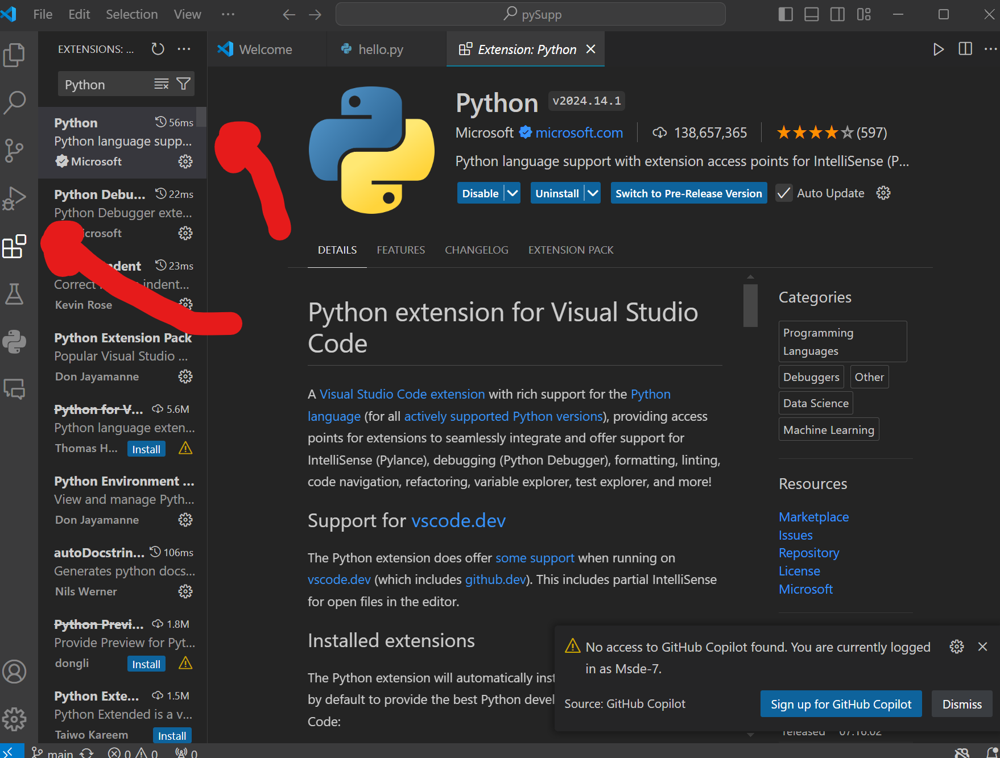 File Edit Selection View ··· pySupp
EXTENSIONS: ...
Python
Python 56ms
Python language supp...
Microsoft
Python Debu... 22ms
Python Debugger exte...
icrosoft
ndent 23ms
Correct indent...
Kevin Rose
Python Extension Pack
Popular Visual Studio ...
Don Jayamanne
Python for V... 5.6M
Python language exten...
Thomas H... Install
Python Environment ...
View and manage Pyth...
Don Jayamanne
autoDocstrin... 106ms
Generates python docs...
Nils Werner
Python Previ... 1.8M
Provide Preview for Pyt...
dongli Install
Python Exte... 1.5M
Python Extended is a v...
Taiwo Kareem Install
Welcome hello.py Extension: Python
Python v2024.14.1
Microsoft microsoft.com 138,657,365 (597)
Python language support with extension access points for IntelliSense (P...
Disable Uninstall Switch to Pre-Release Version Auto Update
DETAILS FEATURES CHANGELOG EXTENSION PACK
Python extension for Visual Studio
Code
A Visual Studio Code extension with rich support for the Python
language (for all actively supported Python versions), providing access
points for extensions to seamlessly integrate and offer support for
IntelliSense (Pylance), debugging (Python Debugger), formatting, linting,
code navigation, refactoring, variable explorer, test explorer, and more!
Support for vscode.dev
The Python extension does offer some support when running on
vscode.dev (which includes github.dev). This includes partial IntelliSense
for open files in the editor.
Installed extensions
The Python extension will automatically inst
by default to provide the best Python devel
Code:
Categories
Programming
Languages
Debuggers Other
Data Science
Machine Learning
Resources
Marketplace
Issues
Repository
License
Microsoft
No access to GitHub Copilot found. You are currently logged
in as Msde-7.
Source: GitHub Copilot Sign up for GitHub Copilot Dismiss
main 0 0 0